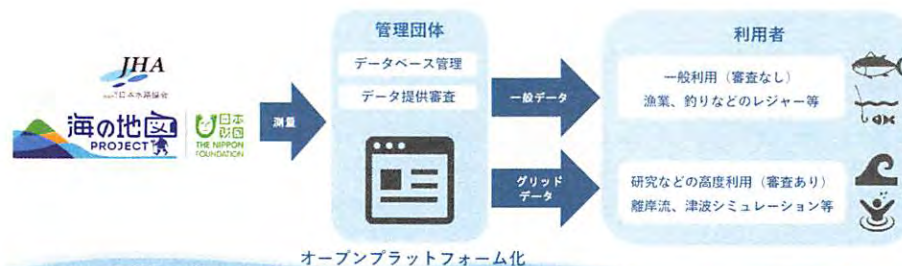 JHA
日本水路協会
海の地図
PROJECT
日本
財団
THE NIPPON
FOUNDATION
測量
管理団体
データベース管理
データ提供審査
一般データ
グリッド
データ
利用者
一般利用（審査なし）
漁業、釣りなどのレジャー等
研究などの高度利用（審査あり）
離岸流、津波シミュレーション等
オープンプラットフォーム化